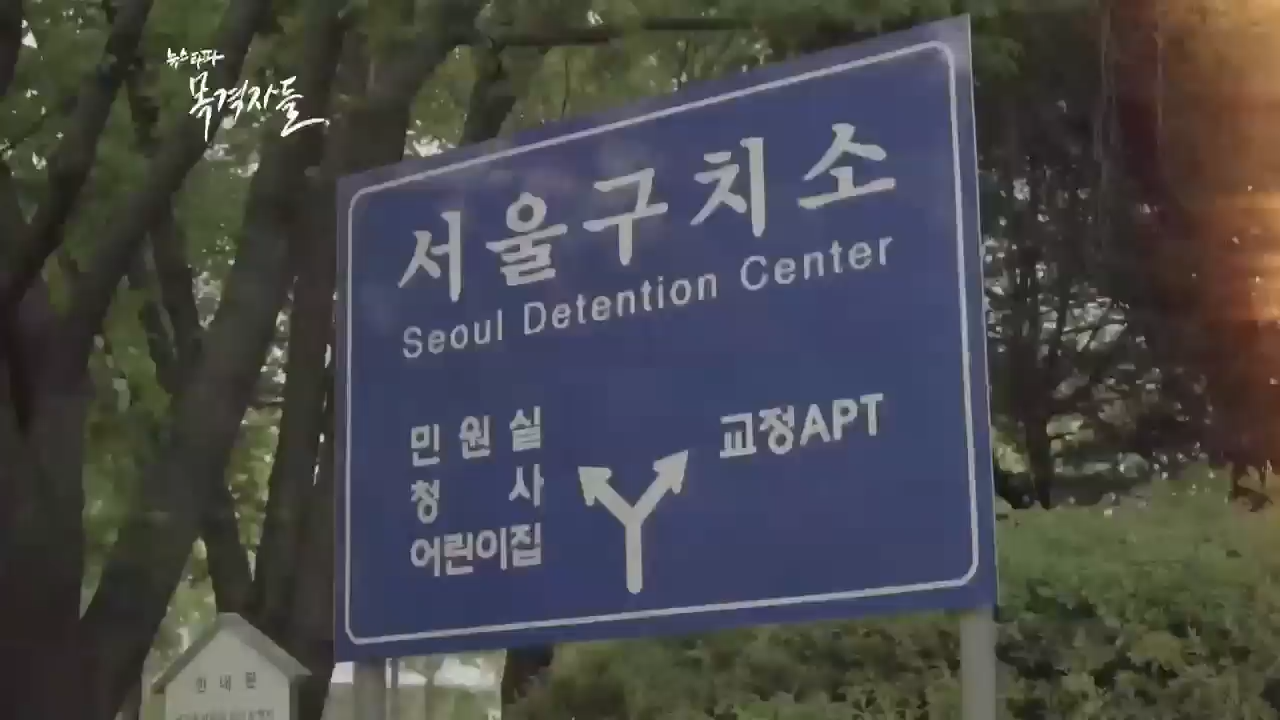 뉴스타파
목격자들
서울구치소
Seoul Detention Center
민원실
청사
어린이집
교정APT
안내문